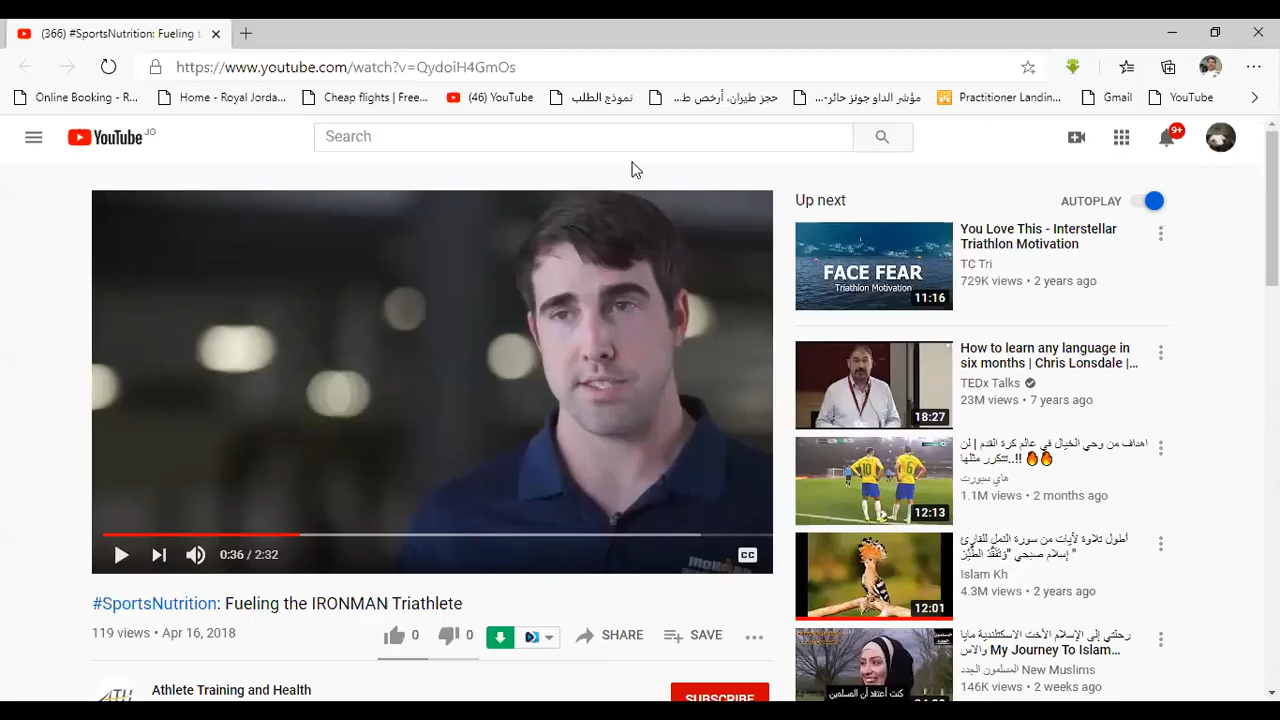 (366) #SportsNutrition: Fueling t
https://www.youtube.com/watch?v=QydoiH4GmOs
Online Booking - R...
Home - Royal Jorda...
Cheap flights | Free...
(46) YouTube
نموذج الطلب
حجز طيران، أرخص ط...
مؤشر الداو جونز حائز-...
Practitioner Landin...
Gmail
YouTube
YouTube JO
Search
9+
Up next
AUTOPLAY
FACE FEAR
Triathlon Motivation
11:16
You Love This - Interstellar
Triathlon Motivation
TC Tri
729K views • 2 years ago
18:27
How to learn any language in
six months | Chris Lonsdale |...
TEDx Talks
23M views • 7 years ago
10
6
12:13
اهداف من وحي الخيال في عالم كرة القدم | لن
تتكرر مثلها..!!
هاي سبورت
1.1M views • 2 months ago
12:01
أطول تلاوة لآيات من سورة النمل للقارئ
إسلام صبحي "وَتَفَقَّدَ الطَّيْرَ "
Islam Kh
4.3M views • 2 years ago
كنت أعتقد أن المسلمين
رحلتي إلى الإسلام الأخت الاسكتلندية مايا
والاس My Journey To Islam...
المسلمون الجدد New Muslims
146K views • 2 weeks ago
IRONMAN
0:36 / 2:32
CC
#SportsNutrition: Fueling the IRONMAN Triathlete
119 views • Apr 16, 2018
0
0
SHARE
SAVE
ATH
Athlete Training and Health
SUBSCRIBE